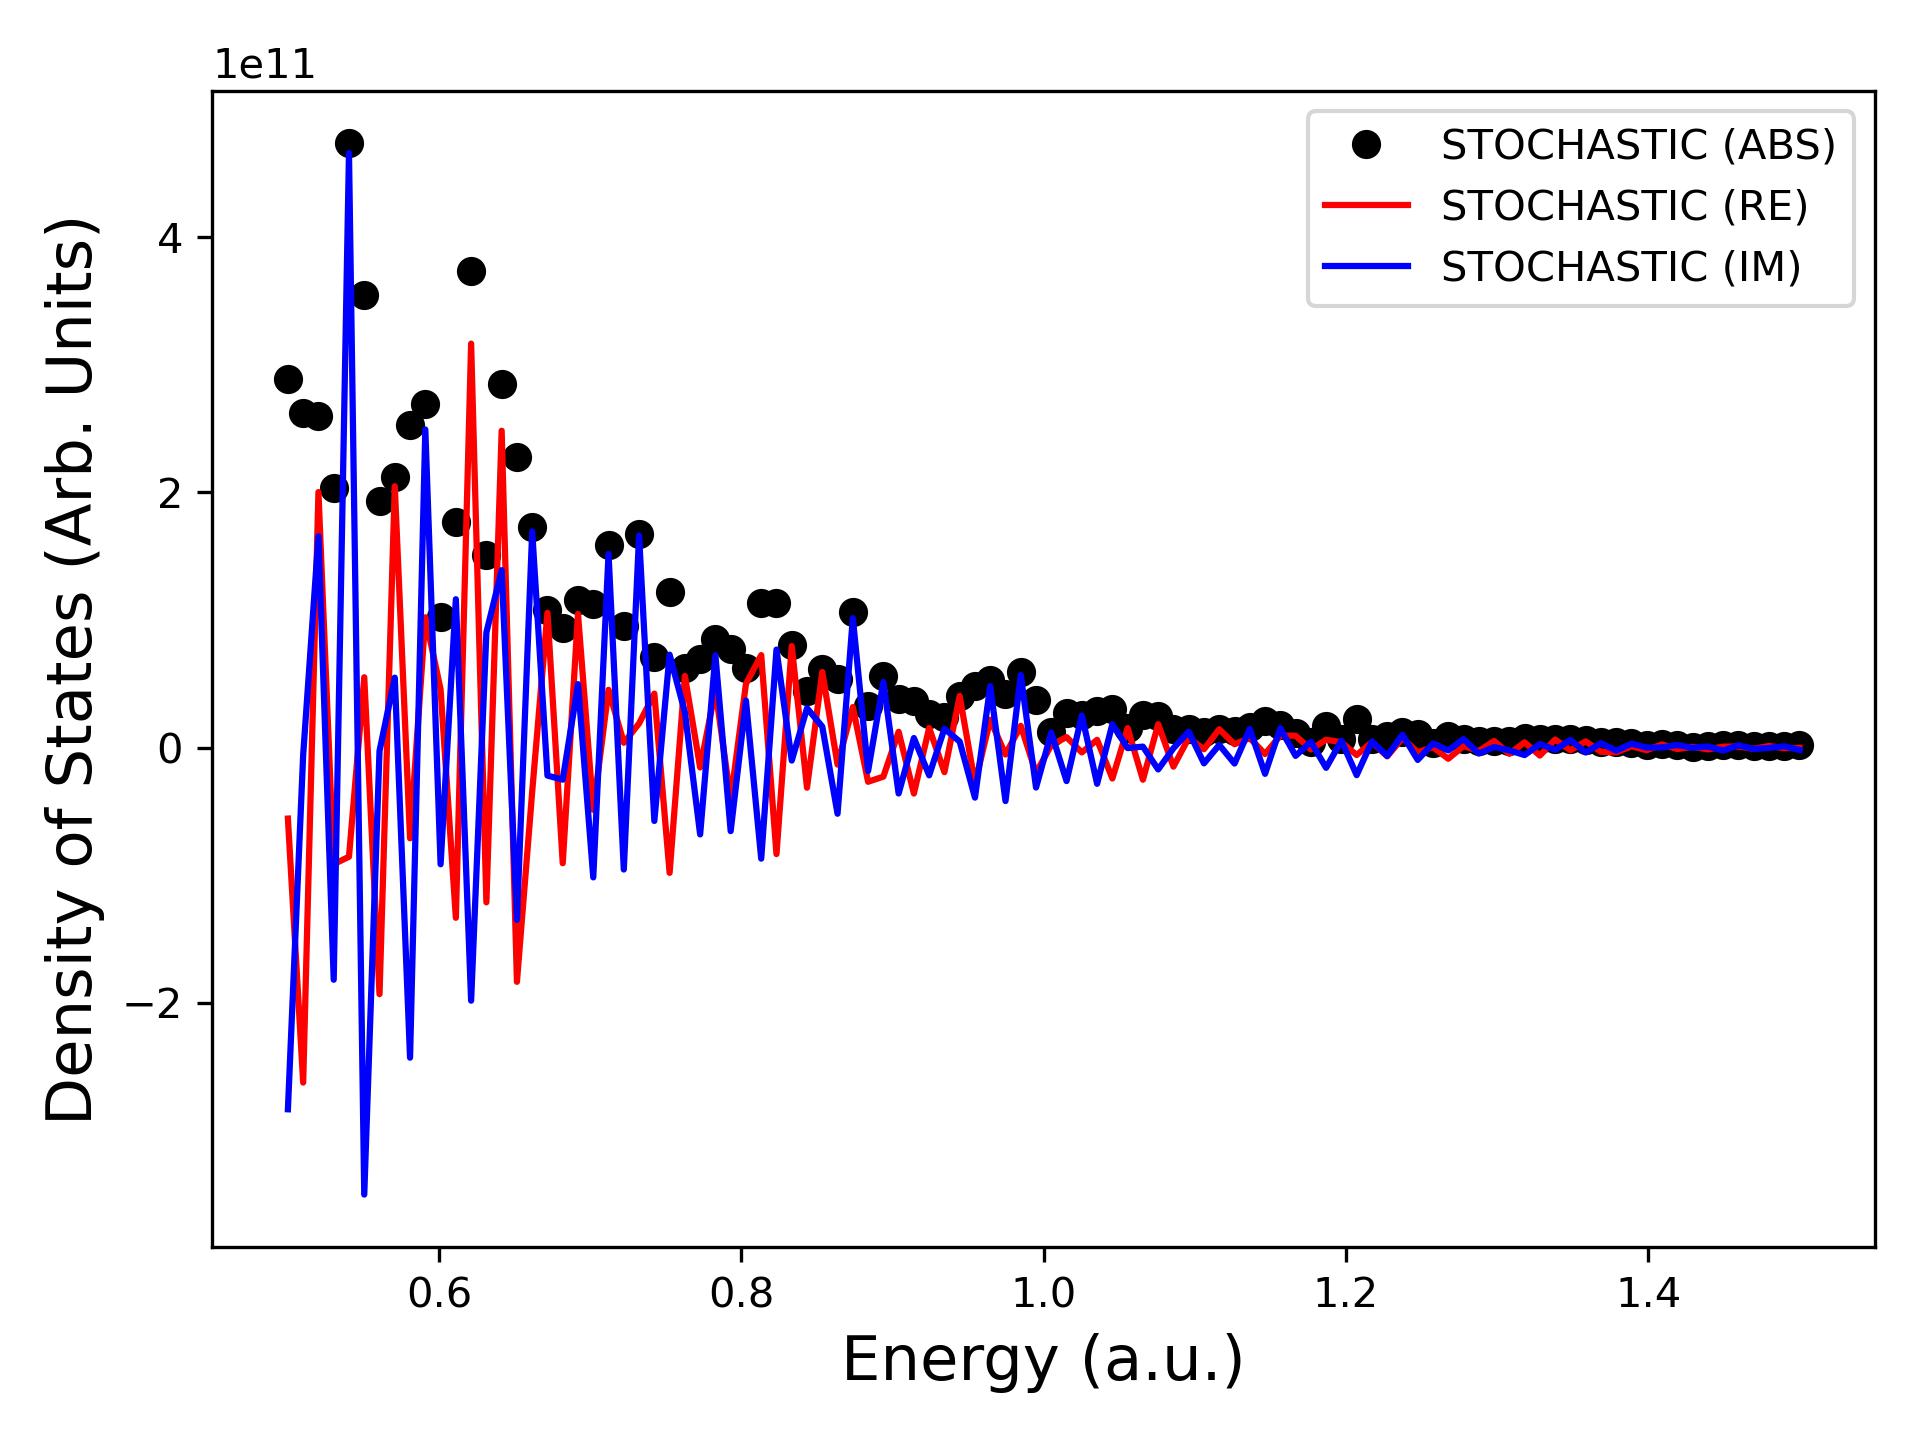 1e11
STOCHASTIC (ABS)
STOCHASTIC (RE)
STOCHASTIC (IM)
Density of States (Arb. Units)
4
2
0
−2
0.6 0.8 1.0 1.2 1.4
Energy (a.u.)